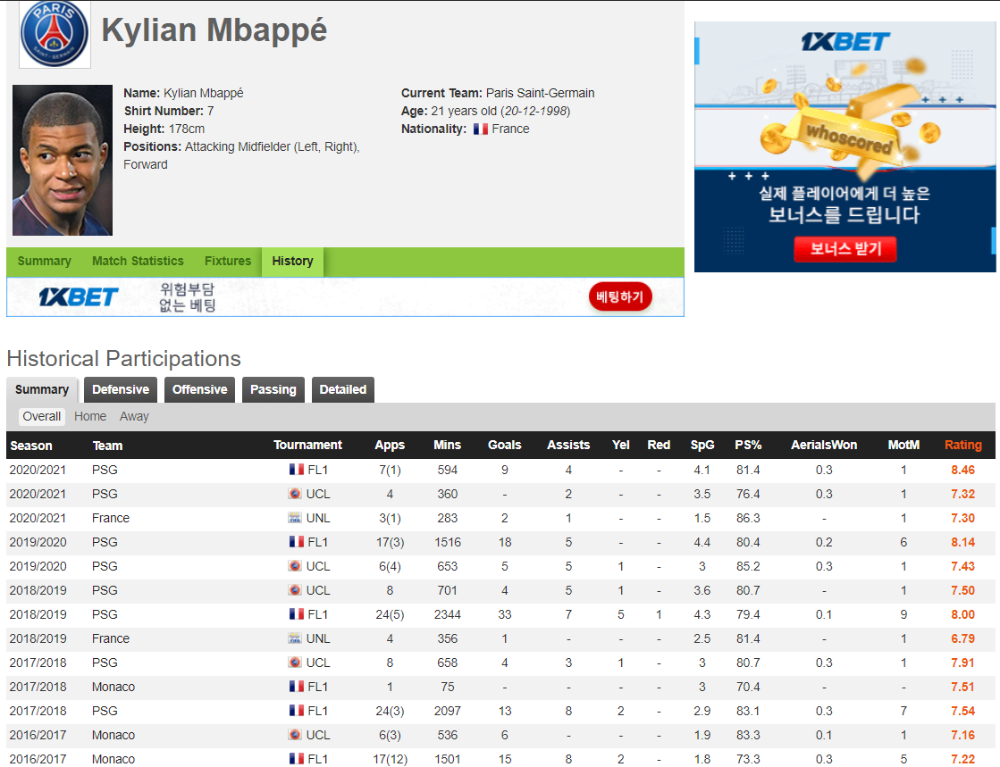 PARIS
SAINT-GERMAIN
Kylian Mbappé
Name: Kylian Mbappé
Shirt Number: 7
Height: 178cm
Positions: Attacking Midfielder (Left, Right),
Forward
Current Team: Paris Saint-Germain
Age: 21 years old (20-12-1998)
Nationality: France
1XBET
whoscored
실제 플레이어에게 더 높은
보너스를 드립니다
보너스 받기
Summary Match Statistics Fixtures History
1XBET
위험부담
없는 베팅
베팅하기
Historical Participations
Summary Defensive Offensive Passing Detailed
Overall Home Away
Season Team Tournament Apps Mins Goals Assists Yel Red SpG PS% AerialsWon MotM Rating
2020/2021 PSG FL1 7(1) 594 9 4 - - 4.1 81.4 0.3 1 8.46
2020/2021 PSG UCL 4 360 - 2 - - 3.5 76.4 0.3 1 7.32
2020/2021 France UNL 3(1) 283 2 1 - - 1.5 86.3 - 1 7.30
2019/2020 PSG FL1 17(3) 1516 18 5 - - 4.4 80.4 0.2 6 8.14
2019/2020 PSG UCL 6(4) 653 5 5 1 - 3 85.2 0.3 1 7.43
2018/2019 PSG UCL 8 701 4 5 1 - 3.6 80.7 - 1 7.50
2018/2019 PSG FL1 24(5) 2344 33 7 5 1 4.3 79.4 0.1 9 8.00
2018/2019 France UNL 4 356 1 - - - 2.5 81.4 - 1 6.79
2017/2018 PSG UCL 8 658 4 3 1 - 3 80.7 0.3 1 7.91
2017/2018 Monaco FL1 1 75 - - - - 3 70.4 - - 7.51
2017/2018 PSG FL1 24(3) 2097 13 8 2 - 2.9 83.1 0.3 7 7.54
2016/2017 Monaco UCL 6(3) 536 6 - - - 1.9 83.3 0.1 1 7.16
2016/2017 Monaco FL1 17(12) 1501 15 8 2 - 1.8 73.3 0.3 5 7.22